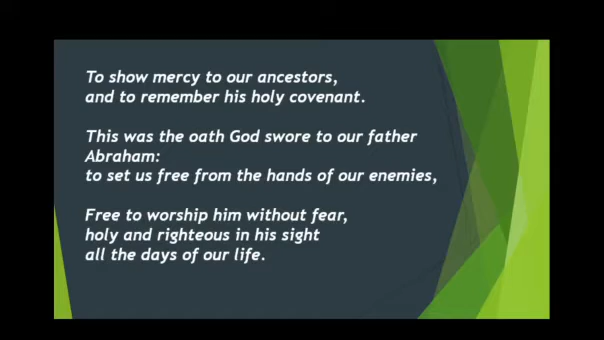 To show mercy to our ancestors,
and to remember his holy covenant.
This was the oath God swore to our father
Abraham:
to set us free from the hands of our enemies,
Free to worship him without fear,
holy and righteous in his sight
all the days of our life.